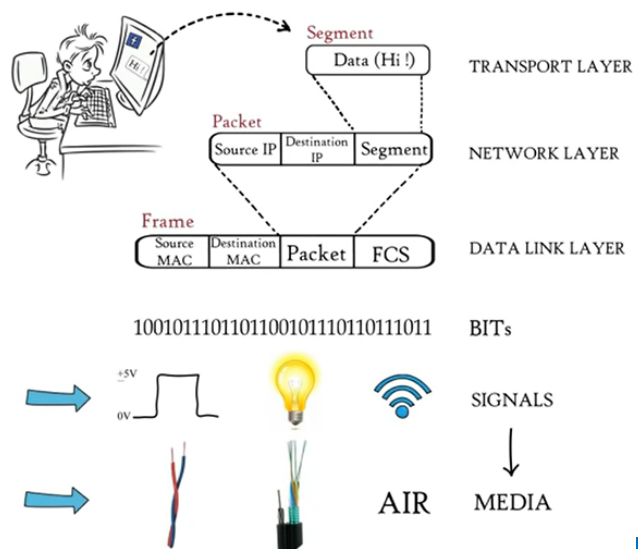 Segment
f
Hi !
Data (Hi !)
TRANSPORT LAYER
Packet
Source IP
Destination
IP
Segment
NETWORK LAYER
Frame
Source
MAC
Destination
MAC
Packet
FCS
DATA LINK LAYER
1001011101101100101110110111011
BITs
+5V
0V
SIGNALS
AIR
MEDIA